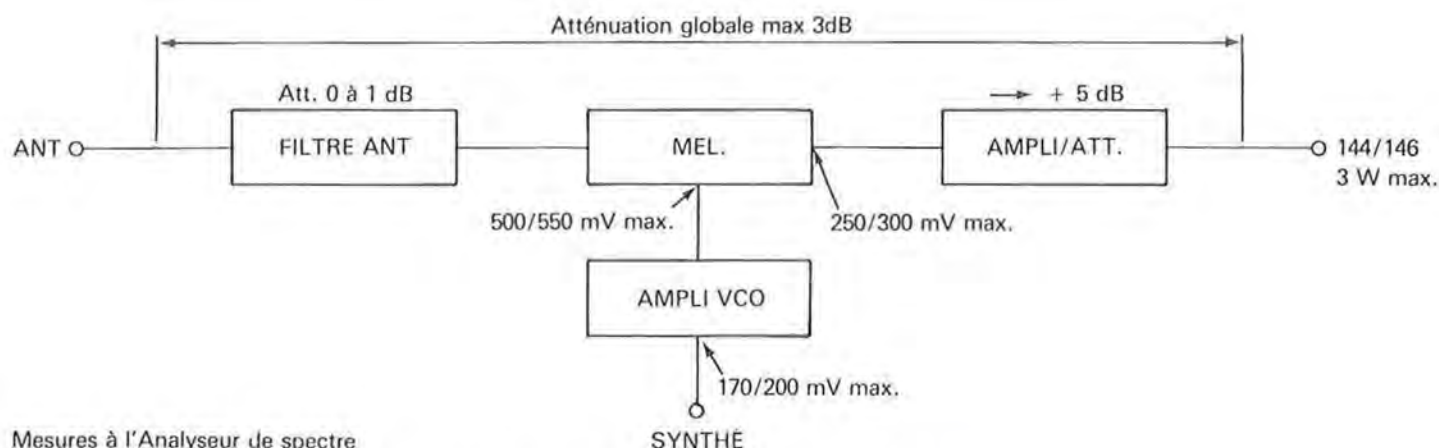 Atténuation globale max 3dB
Att. 0 à 1 dB
+ 5 dB
ANT
FILTRE ANT
MEL.
AMPLI/ATT.
144/146
3 W max.
500/550 mV max.
250/300 mV max.
AMPLI VCO
170/200 mV max.
Mesures à l'Analyseur de spectre
SYNTHE